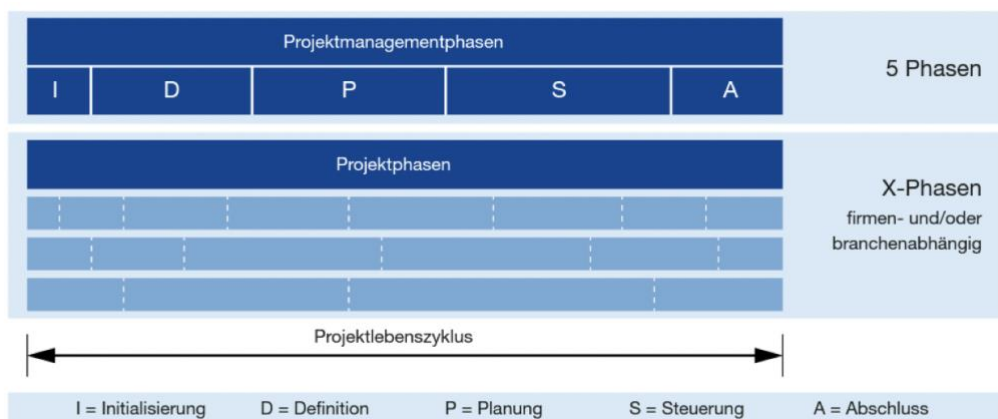 Projektmanagementphasen
I D P S A
5 Phasen
Projektphasen
X-Phasen
firmen- und/oder
branchenabhängig
Projektlebenszyklus
I = Initialisierung D = Definition P = Planung S = Steuerung A = Abschluss